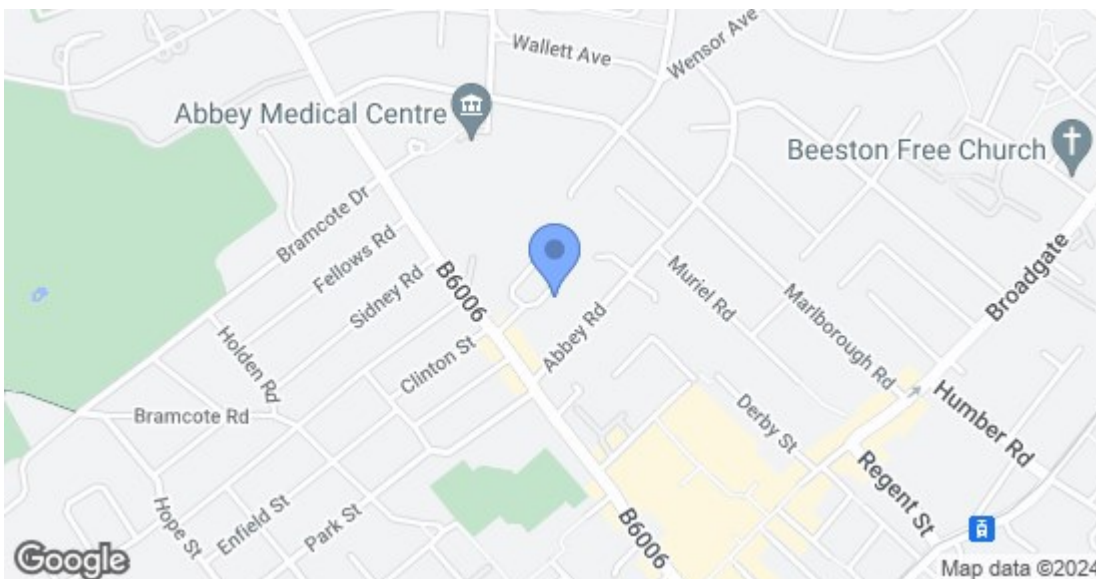 Wallett Ave
Wensor Ave
Abbey Medical Centre
Beeston Free Church
Bramcote Dr
Fellows Rd
Sidney Rd
B6006
Muriel Rd
Marlborough Rd
Broadgate
Holden Rd
Clinton St
Abbey Rd
Bramcote Rd
Derby St
Humber Rd
Hope St
Enfield St
Park St
B6006
Regent St
Google
Map data ©2024